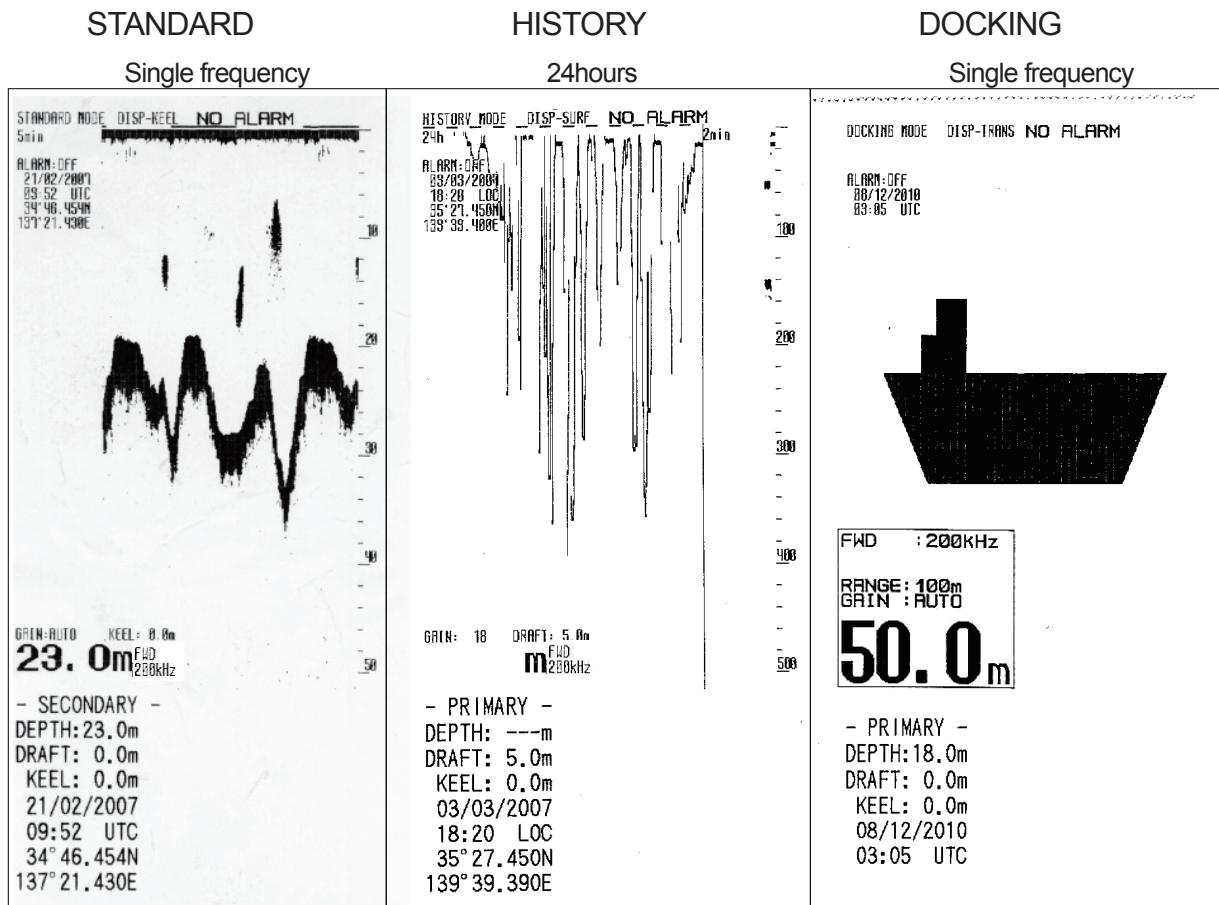 STANDARD
Single frequency
STANDARD MODE DISP-KEEL NO ALARM
5min
ALARM:OFF
21/02/2007
09:52 UTC
34°46.454N
137°21.430E
10
20
30
40
50
GAIN:AUTO KEEL: 0.0m
23.0m FWD
200kHz
- SECONDARY -
DEPTH:23.0m
DRAFT: 0.0m
KEEL: 0.0m
21/02/2007
09:52 UTC
34°46.454N
137°21.430E
HISTORY
24hours
HISTORY MODE DISP-SURF NO ALARM
24h 2min
ALARM:OFF
03/03/2007
18:20 LOC
35°27.450N
139°39.400E
100
200
300
400
500
GAIN: 18 DRAFT: 5.0m
m FWD
200kHz
- PRIMARY -
DEPTH: ---m
DRAFT: 5.0m
KEEL: 0.0m
03/03/2007
18:20 LOC
35°27.450N
139°39.390E
DOCKING
Single frequency
DOCKING MODE DISP-TRANS NO ALARM
ALARM:OFF
08/12/2010
03:05 UTC
FWD :200kHz
RANGE:100m
GAIN :AUTO
50.0m
- PRIMARY -
DEPTH:18.0m
DRAFT: 0.0m
KEEL: 0.0m
08/12/2010
03:05 UTC